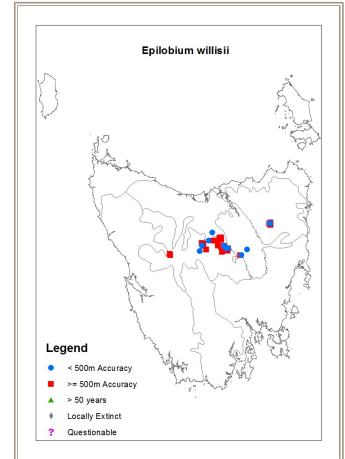 Epilobium willisii
Legend
< 500m Accuracy
>= 500m Accuracy
> 50 years
Locally Extinct
? Questionable